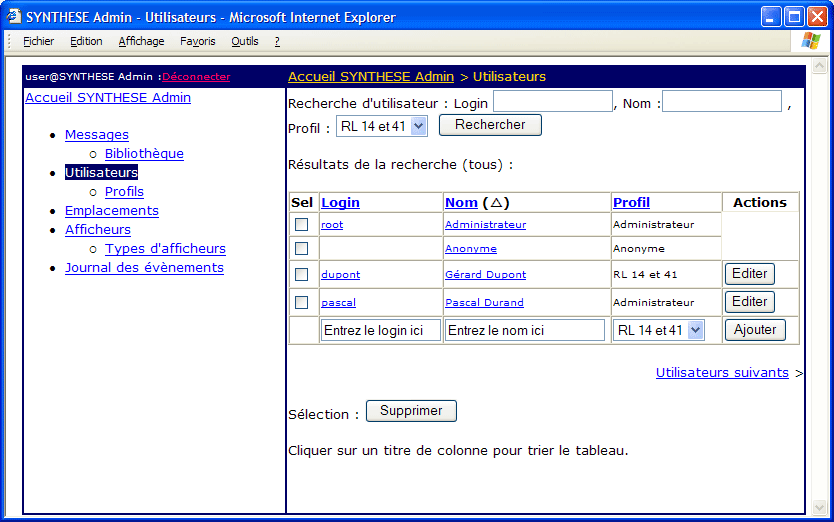 SYNTHESE Admin - Utilisateurs - Microsoft Internet Explorer
Fichier Edition Affichage Favoris Outils ?
user@SYNTHESE Admin :Déconnecter
Accueil SYNTHESE Admin > Utilisateurs
Accueil SYNTHESE Admin
Messages
Bibliothèque
Utilisateurs
Profils
Emplacements
Afficheurs
Types d'afficheurs
Journal des évènements
Recherche d'utilisateur : Login , Nom : ,
Profil : RL 14 et 41 Rechercher
Résultats de la recherche (tous) :
Sel Login Nom (△) Profil Actions
root Administrateur Administrateur
Anonyme Anonyme
dupont Gérard Dupont RL 14 et 41 Editer
pascal Pascal Durand Administrateur Editer
Entrez le login ici Entrez le nom ici RL 14 et 41 Ajouter
Utilisateurs suivants >
Sélection : Supprimer
Cliquer sur un titre de colonne pour trier le tableau.